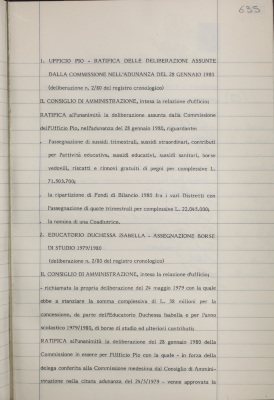 635
1. UFFICIO PIO - RATIFICA DELLE DELIBERAZIONI ASSUNTE
DALLA COMMISSIONE NELL'ADUNANZA DEL 28 GENNAIO 1980
(deliberazione n. 2/80 del registro cronologico)
IL CONSIGLIO DI AMMINISTRAZIONE, intesa la relazione d'ufficio;
RATIFICA all'unanimità la deliberazione assunta dalla Commissione
dell'Ufficio Pio, nell'adunanza del 28 gennaio 1980, riguardante:
. l'assegnazione di sussidi trimestrali, sussidi straordinari, contributi
per l'attività educativa, sussidi educativi, sussidi sanitari, borse
vedovili, riscatti e rinnovi gratuiti di pegni per complessive L.
71.503.700;
. la ripartizione di Fondi di Bilancio 1980 fra i vari Distretti con
l'assegnazione di quote trimestrali per complessive L. 22.045.000;
. la nomina di una Coadiutrice.
2. EDUCATORIO DUCHESSA ISABELLA - ASSEGNAZIONE BORSE
DI STUDIO 1979/1980
(deliberazione n. 3/80 del registro cronologico)
IL CONSIGLIO DI AMMINISTRAZIONE, intesa la relazione d'ufficio;
- richiamata la propria deliberazione del 24 maggio 1979 con la quale
ebbe a stanziare la somma complessiva di L. 38 milioni per la
concessione, da parte dell'Educatorio Duchessa Isabella e per l'anno
scolastico 1979/1980, di borse di studio ed ulteriori contributi;
RATIFICA all'unanimità la deliberazione del 28 gennaio 1980 della
Commissione in essere per l'Ufficio Pio con la quale - in forza della
delega conferita alla Commissione medesima dal Consiglio di Ammini-
strazione nella citata adunanza del 24/5/1979 - venne approvata la